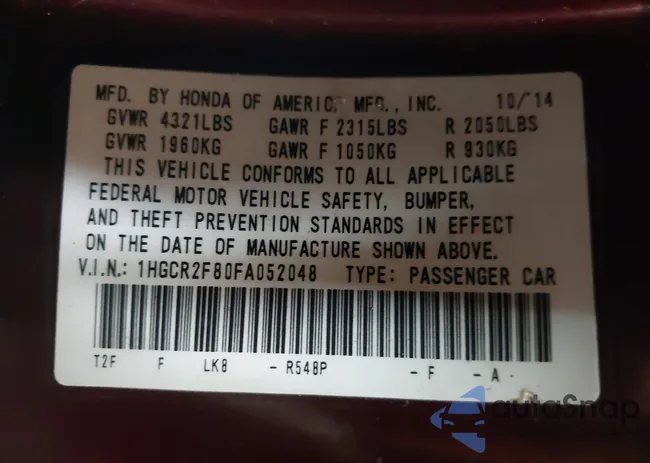 MFD. BY HONDA OF AMERICA MFG., INC. 10/'14
GVWR 4321LBS GAWR F 2315LBS R 2050LBS
GVWR 1960KG GAWR F 1050KG R 930KG
THIS VEHICLE CONFORMS TO ALL APPLICABLE
FEDERAL MOTOR VEHICLE SAFETY, BUMPER,
AND THEFT PREVENTION STANDARDS IN EFFECT
ON THE DATE OF MANUFACTURE SHOWN ABOVE.
V.I.N.: 1HGCR2F80FA052048 TYPE: PASSENGER CAR
T2F F LK8 - R548P - F - A -
autoSnap